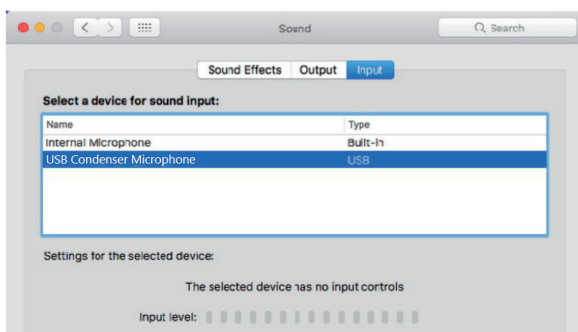 Sound
Search
Sound Effects Output Input
Select a device for sound input:
Name Type
Internal Microphone Built-in
USB Condenser Microphone USB
Settings for the selected device:
The selected device has no input controls
Input level: